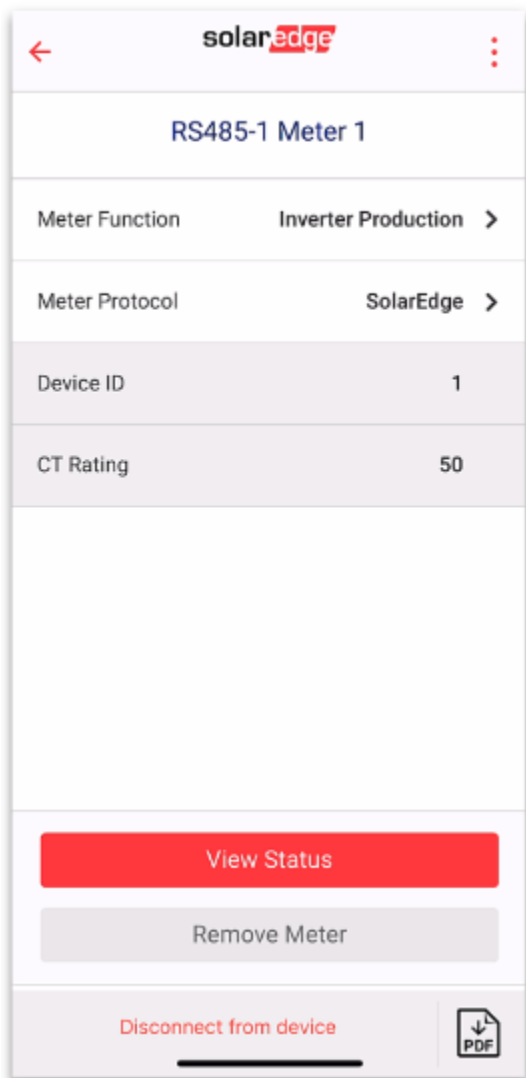 solaredge
RS485-1 Meter 1
Meter Function Inverter Production
Meter Protocol SolarEdge
Device ID 1
CT Rating 50
View Status
Remove Meter
Disconnect from device
PDF